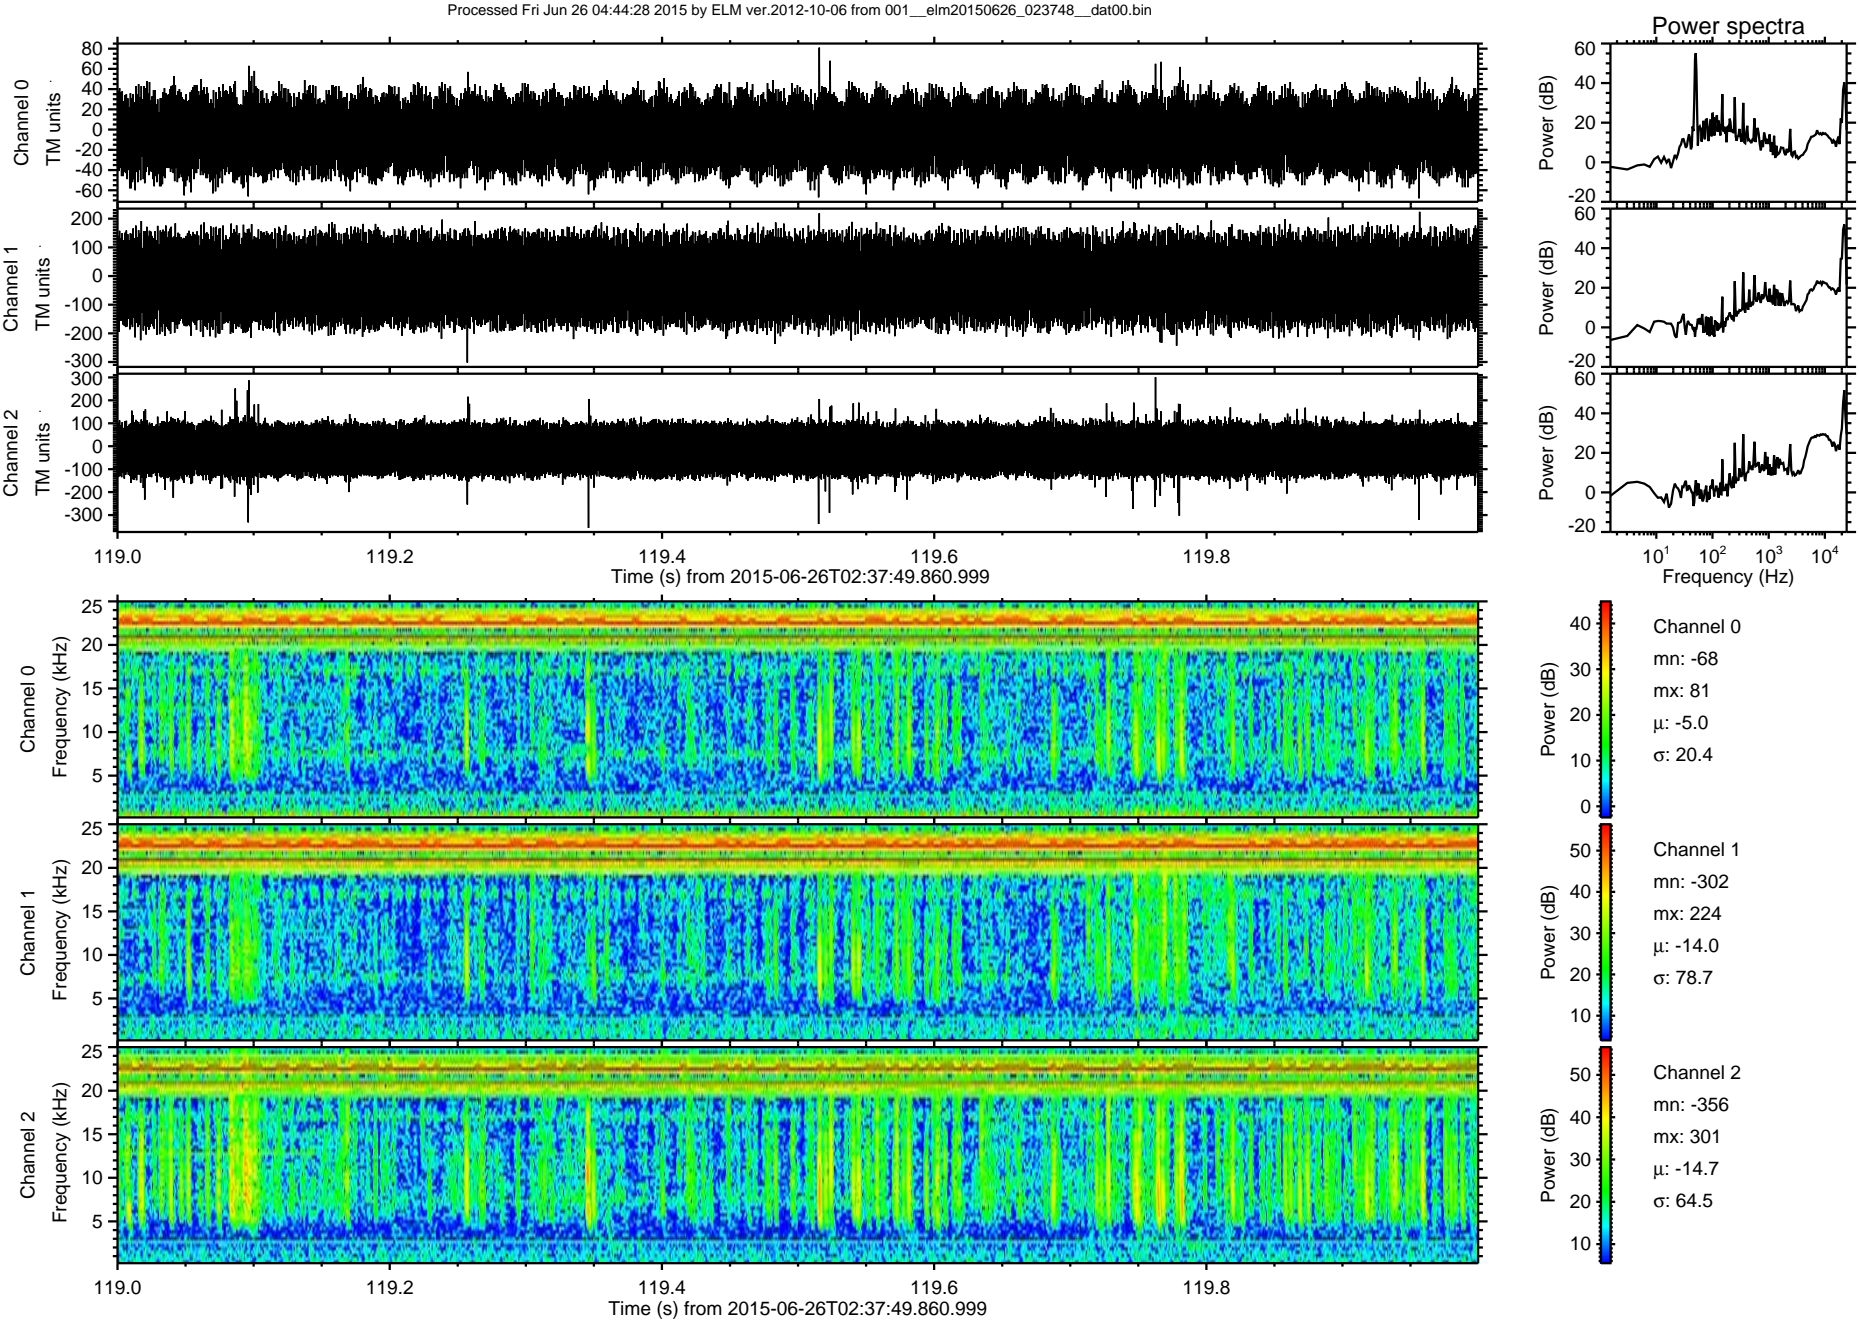 Processed Fri Jun 26 04:44:28 2015 by ELM ver.2012-10-06 from 001__elm20150626_023748__dat00.bin
Power spectra
Channel 0
TM units
80
60
40
20
0
-20
-40
-60
Power (dB)
60
40
20
0
-20
Channel 1
TM units
200
100
0
-100
-200
-300
Power (dB)
60
40
20
0
-20
Channel 2
TM units
300
200
100
0
-100
-200
-300
Power (dB)
60
40
20
0
-20
119.0 119.2 119.4 119.6 119.8
Time (s) from 2015-06-26T02:37:49.860.999
10^1 10^2 10^3 10^4
Frequency (Hz)
Channel 0
Frequency (kHz)
25
20
15
10
5
Power (dB)
40
30
20
10
0
Channel 0
mn: -68
mx: 81
μ: -5.0
σ: 20.4
Channel 1
Frequency (kHz)
25
20
15
10
5
Power (dB)
50
40
30
20
10
Channel 1
mn: -302
mx: 224
μ: -14.0
σ: 78.7
Channel 2
Frequency (kHz)
25
20
15
10
5
Power (dB)
50
40
30
20
10
Channel 2
mn: -356
mx: 301
μ: -14.7
σ: 64.5
119.0 119.2 119.4 119.6 119.8
Time (s) from 2015-06-26T02:37:49.860.999